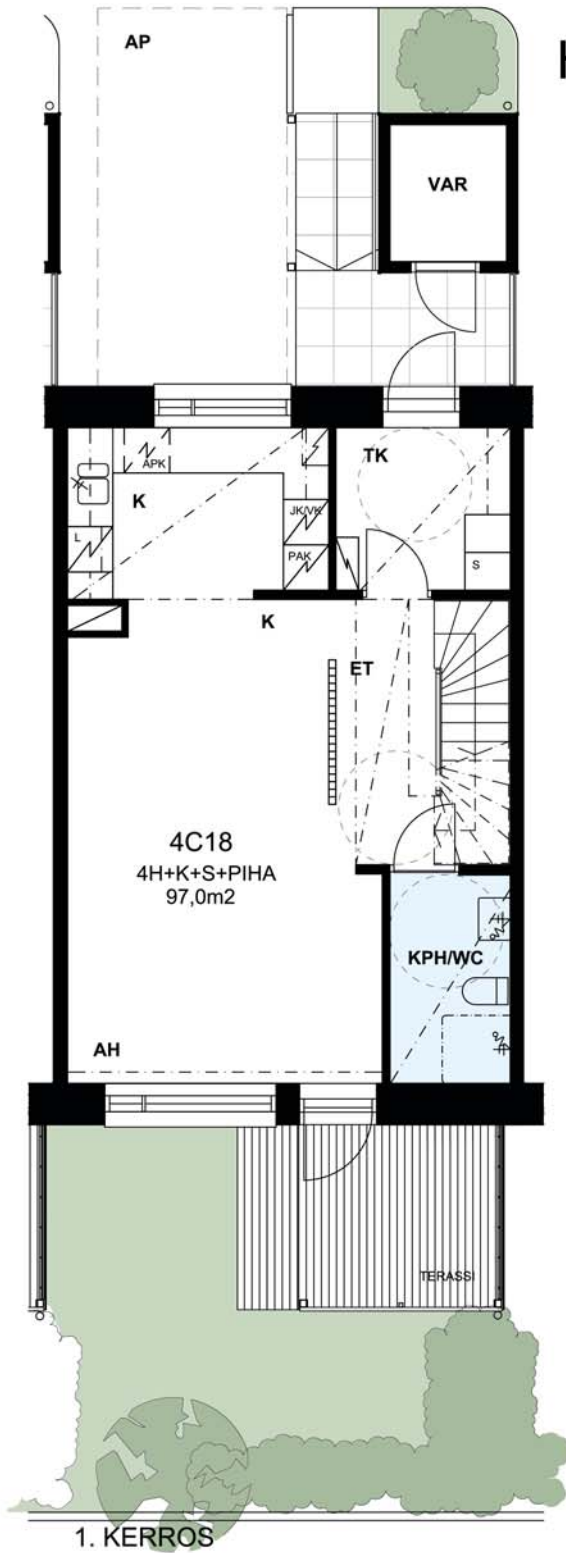 AP
VAR
TK
APK
K
JK/VK
L
PAK
S
K
ET
4C18
4H+K+S+PIHA
97,0m2
KPH/WC
AH
TERASSI
1. KERROS